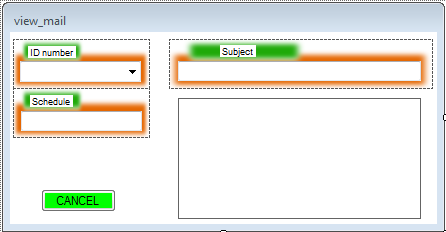 view_mail
ID number
Subject
Schedule
CANCEL